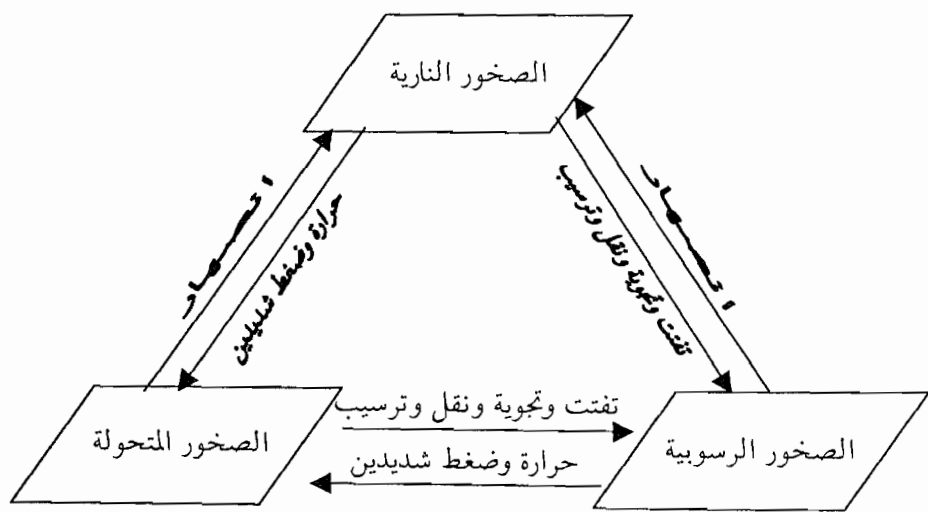 الصخور النارية
انصهار
حرارة وضغط شديدين
تفتت وتجوية ونقل وترسيب
انصهار
تفتت وتجوية ونقل وترسيب
الصخور المتحولة
الصخور الرسوبية
حرارة وضغط شديدين